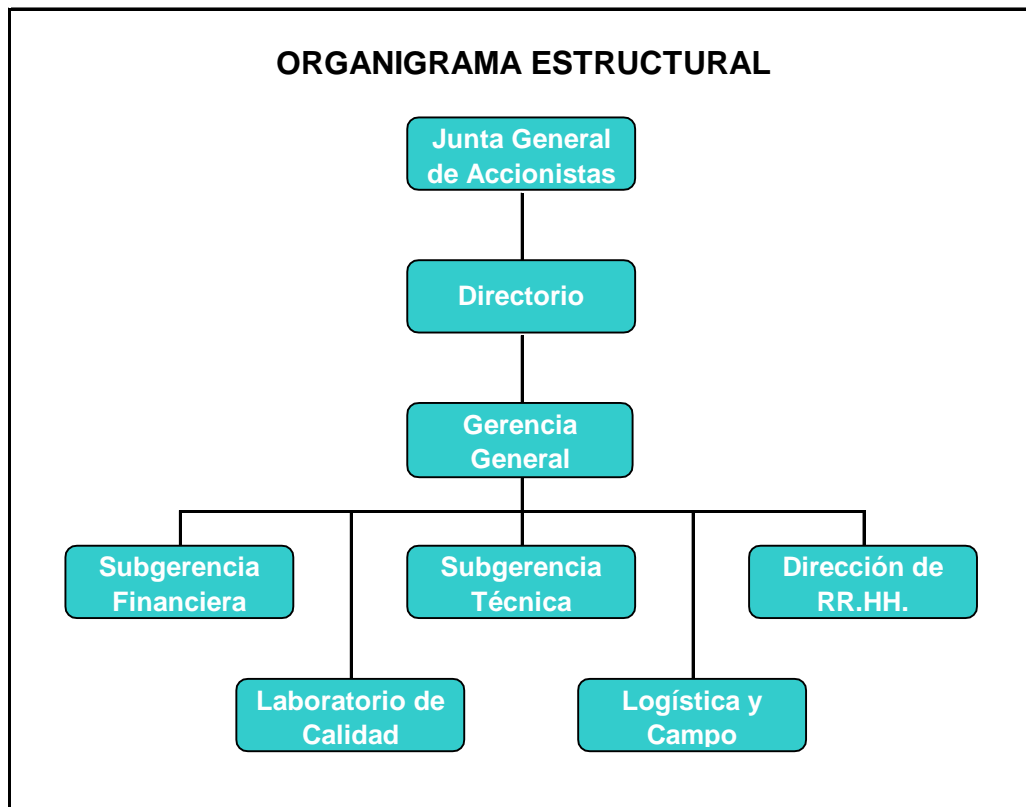 ORGANIGRAMA ESTRUCTURAL
Junta General
de Accionistas
Directorio
Gerencia
General
Subgerencia
Financiera
Subgerencia
Técnica
Dirección de
RR.HH.
Laboratorio de
Calidad
Logística y
Campo